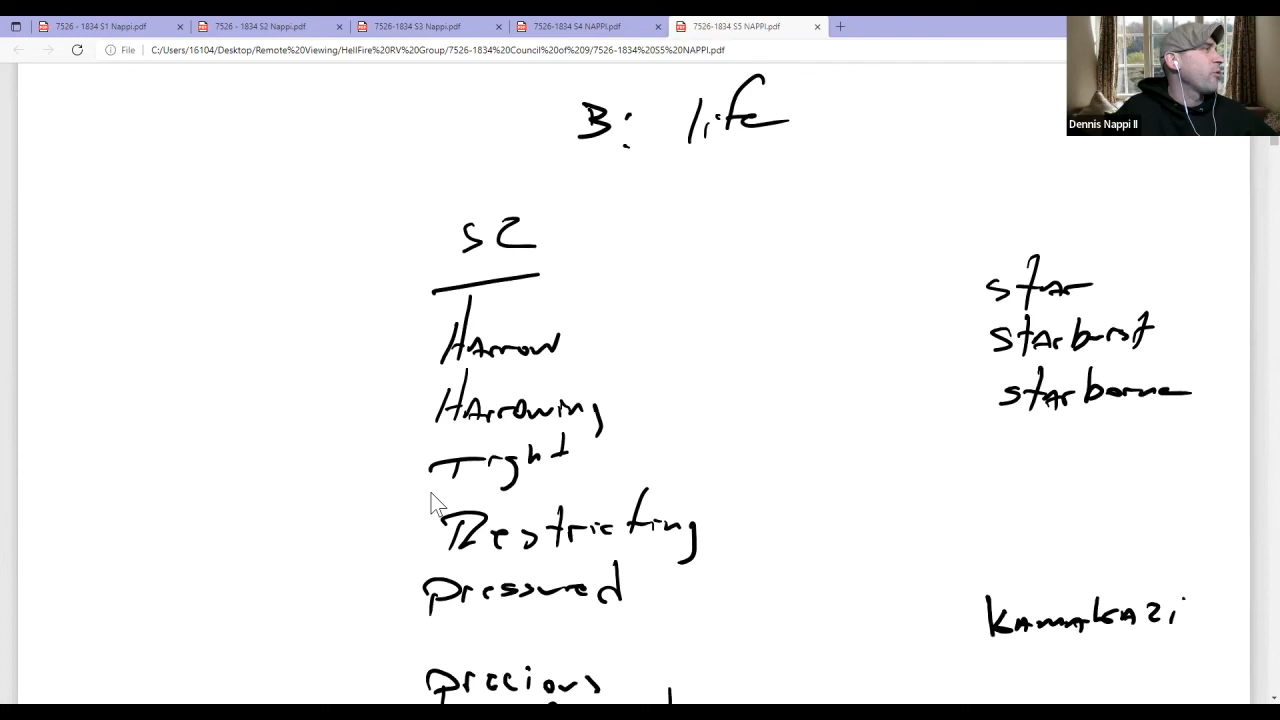 7526 - 1834 S1 Nappi.pdf
7526 - 1834 S2 Nappi.pdf
7526-1834 S3 Nappi.pdf
7526-1834 S4 NAPPI.pdf
7526-1834 S5 NAPPI.pdf
File C:/Users/16104/Desktop/Remote%20Viewing/HellFire%20RV%20Group/7526-1834%20Council%20of%209/7526-1834%20S5%20NAPPI.pdf
Dennis Nappi II
B: life
S2
Harrow
Harrowing
Tight
Restricting
pressured
precious
star
starburst
starborne
kamakazi